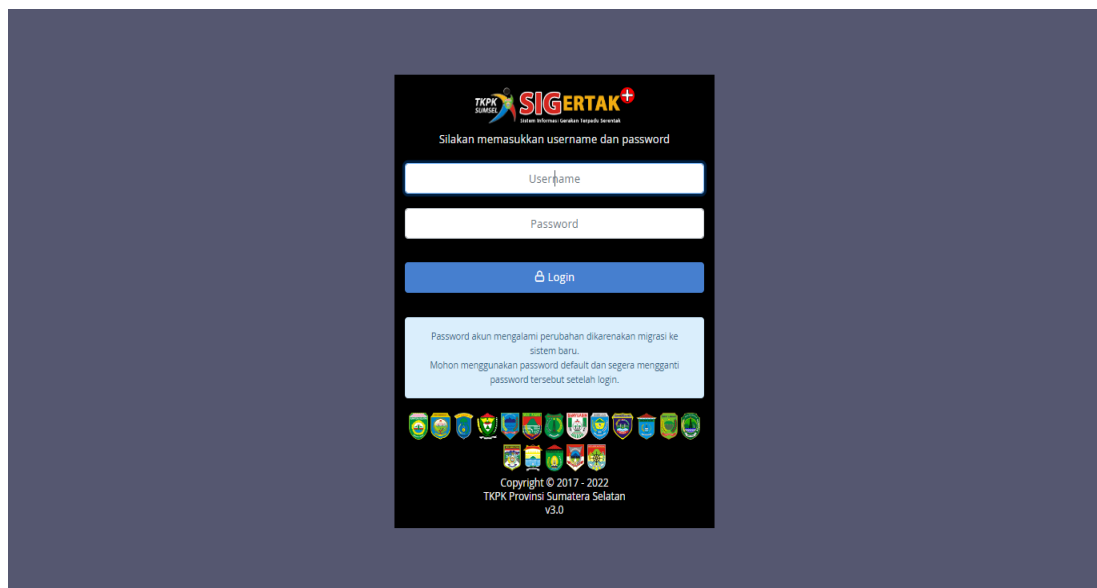 TKPK
SUMSEL
SIGERTAK+
Sistem Informasi Gerakan Terpadu Serentak
Silakan memasukkan username dan password
Username
Password
Login
Password akun mengalami perubahan dikarenakan migrasi ke
sistem baru.
Mohon menggunakan password default dan segera mengganti
password tersebut setelah login.
Copyright © 2017 - 2022
TKPK Provinsi Sumatera Selatan
v3.0